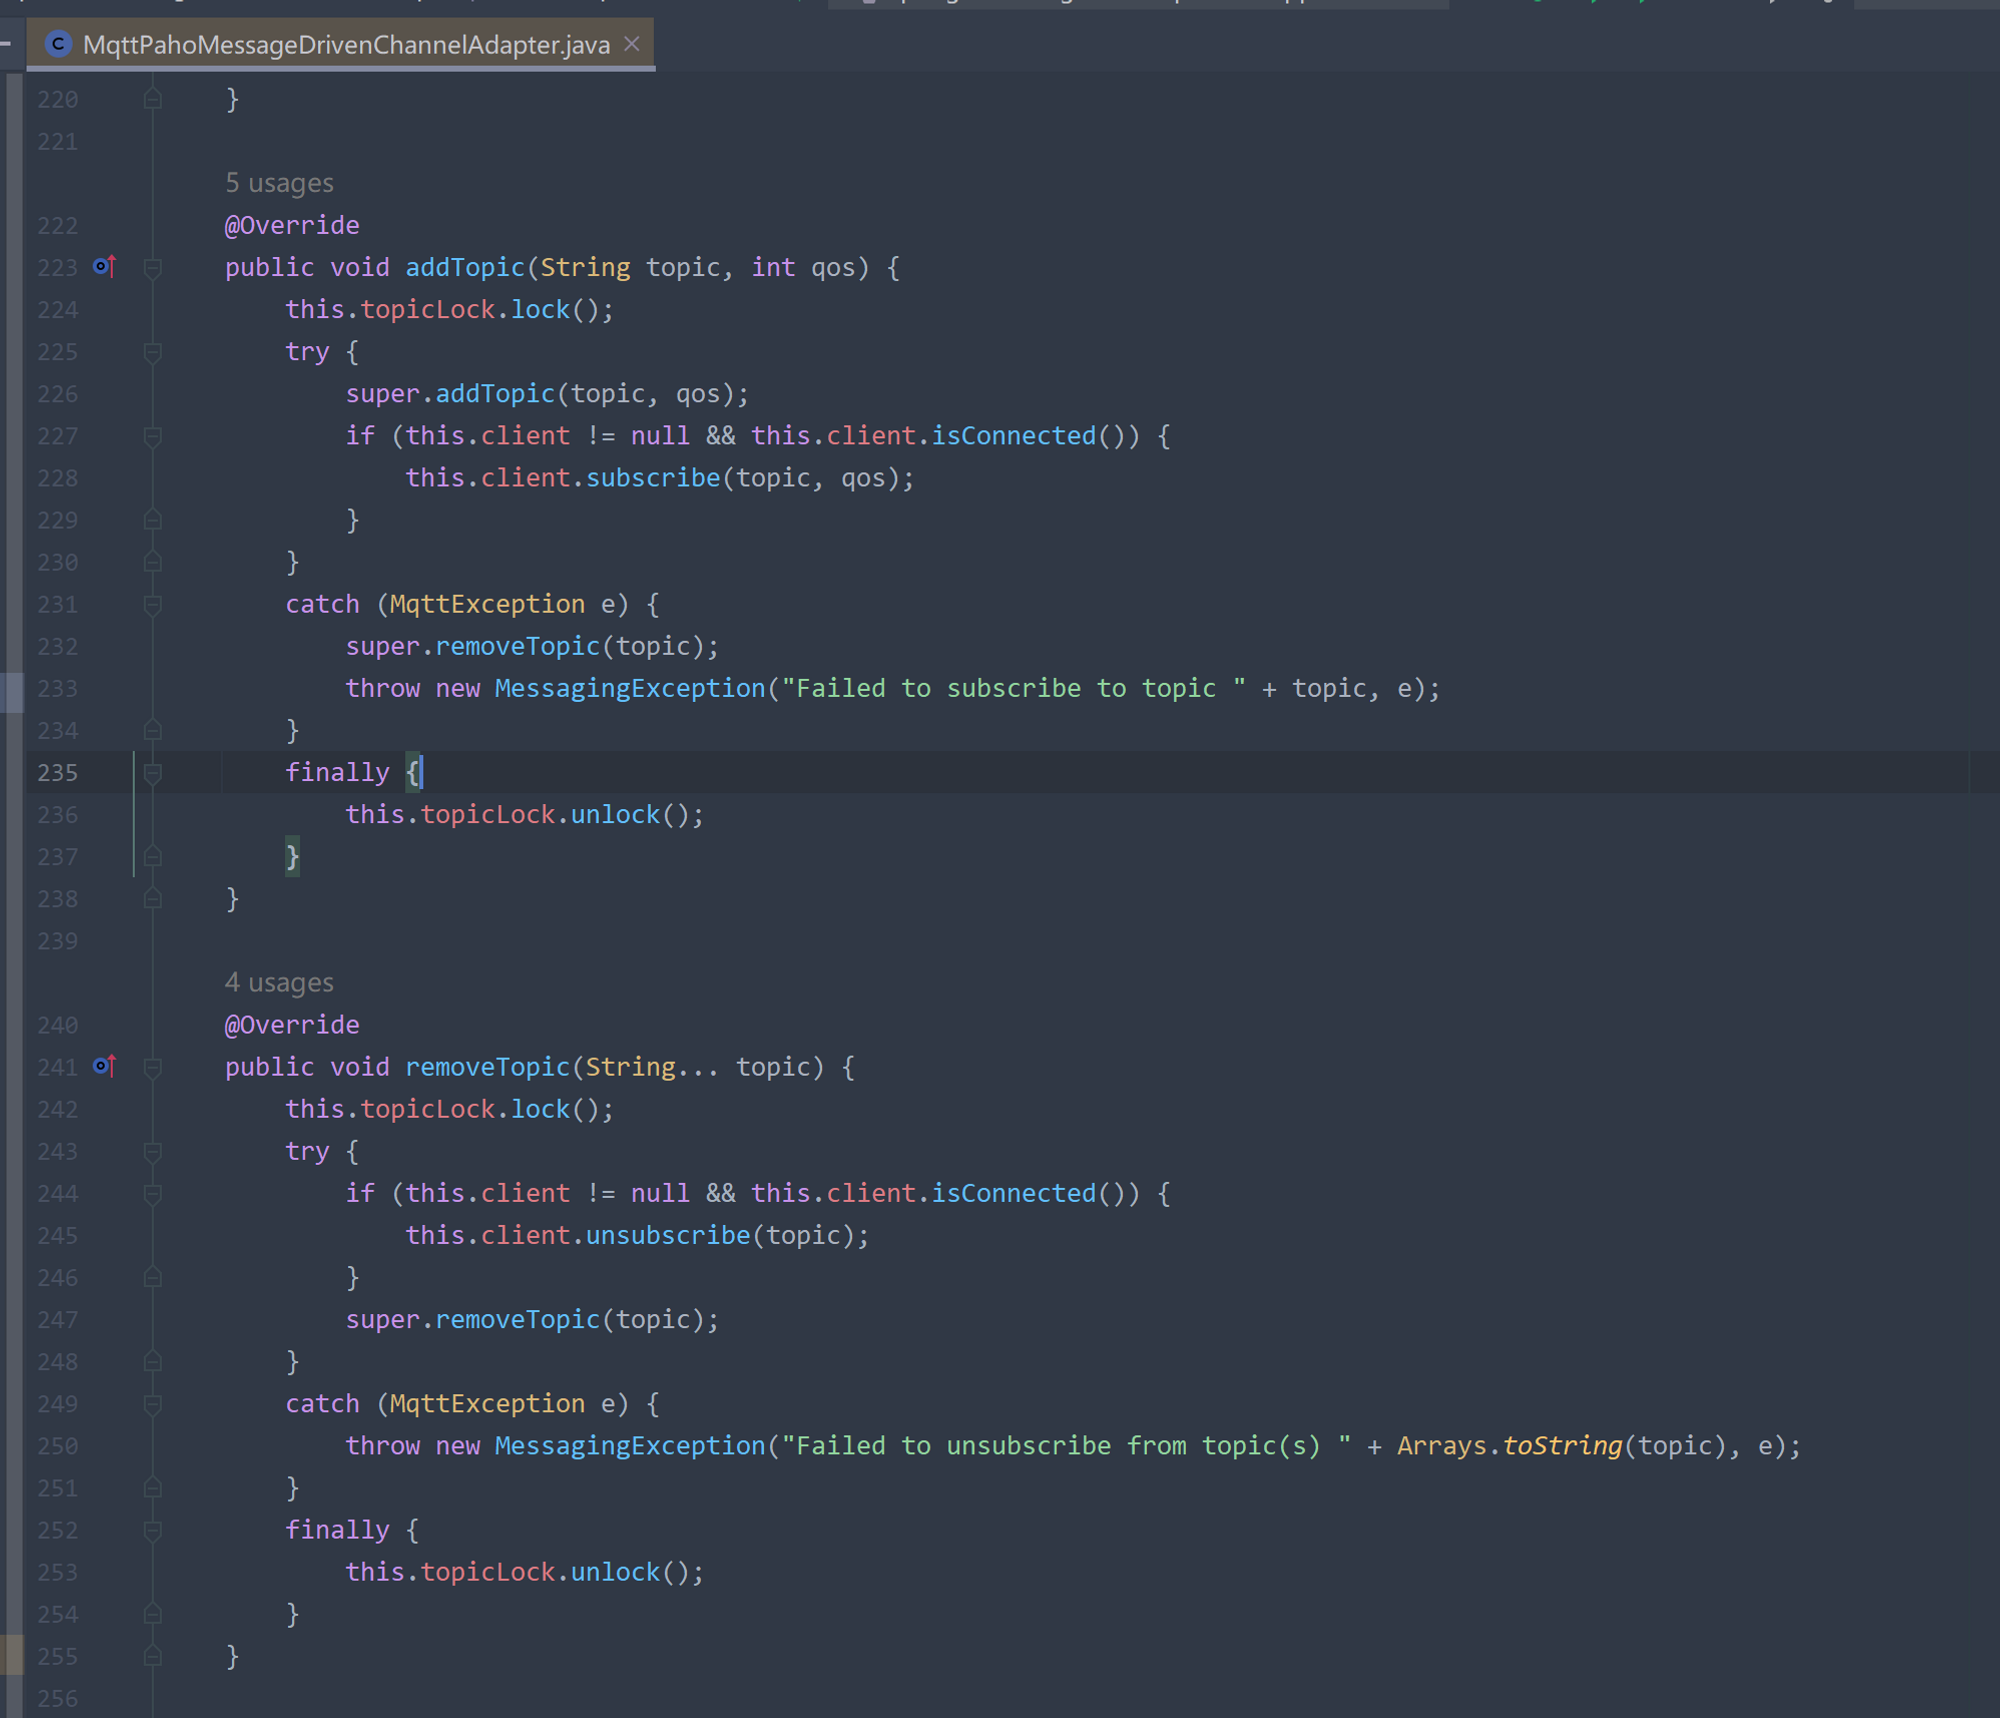 MqttPahoMessageDrivenChannelAdapter.java
220 }
221
5 usages
222 @Override
223 public void addTopic(String topic, int qos) {
224 this.topicLock.lock();
225 try {
226 super.addTopic(topic, qos);
227 if (this.client != null && this.client.isConnected()) {
228 this.client.subscribe(topic, qos);
229 }
230 }
231 catch (MqttException e) {
232 super.removeTopic(topic);
233 throw new MessagingException("Failed to subscribe to topic " + topic, e);
234 }
235 finally {
236 this.topicLock.unlock();
237 }
238 }
239
4 usages
240 @Override
241 public void removeTopic(String... topic) {
242 this.topicLock.lock();
243 try {
244 if (this.client != null && this.client.isConnected()) {
245 this.client.unsubscribe(topic);
246 }
247 super.removeTopic(topic);
248 }
249 catch (MqttException e) {
250 throw new MessagingException("Failed to unsubscribe from topic(s) " + Arrays.toString(topic), e);
251 }
252 finally {
253 this.topicLock.unlock();
254 }
255 }
256